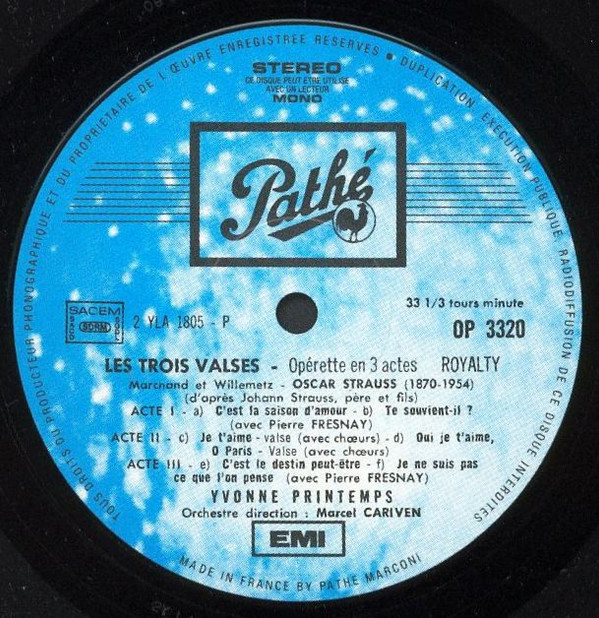 TOUS DROITS DU PRODUCTEUR PHONOGRAPHIQUE ET DU PROPRIETAIRE DE L'ŒUVRE ENREGISTREE RESERVES • DUPLICATION EXECUTION PUBLIQUE RADIODIFFUSION DE CE DISQUE INTERDITES
STEREO
CE DISQUE PEUT ÊTRE UTILISÉ
AVEC UN LECTEUR
MONO
Pathé
SACEM
SACD SDRM SGDL
2 YLA 1805 - P
33 1/3 tours minute
OP 3320
LES TROIS VALSES - Opérette en 3 actes ROYALTY
Marchand et Willemetz - OSCAR STRAUSS (1870-1954)
(d'après Johann Strauss, père et fils)
ACTE I - a) C'est la saison d'amour - b) Te souvient-il ?
(avec Pierre FRESNAY)
ACTE II - c) Je t'aime - valse (avec chœurs) - d) Oui je t'aime,
O Paris - Valse (avec chœurs)
ACTE III - e) C'est le destin peut-être - f) Je ne suis pas
ce que l'on pense (avec Pierre FRESNAY)
YVONNE PRINTEMPS
Orchestre direction : Marcel CARIVEN
EMI
MADE IN FRANCE BY PATHE MARCONI